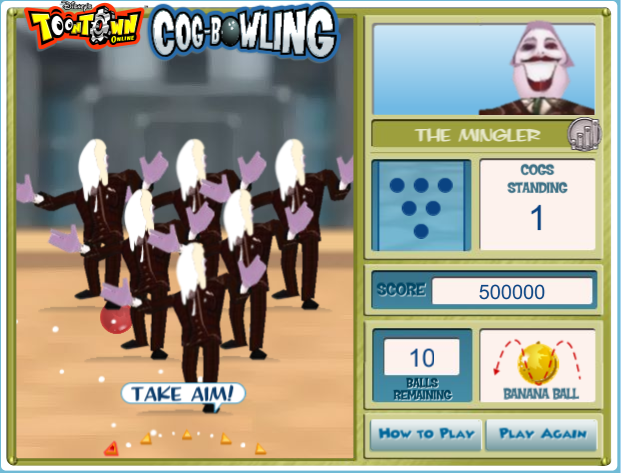 Disney's
TOONTOWN
ONLINE
COG-BOWLING
THE MINGLER
COGS
STANDING
1
SCORE 500000
10
BALLS
REMAINING
BANANA BALL
TAKE AIM!
HOW TO PLAY
PLAY AGAIN